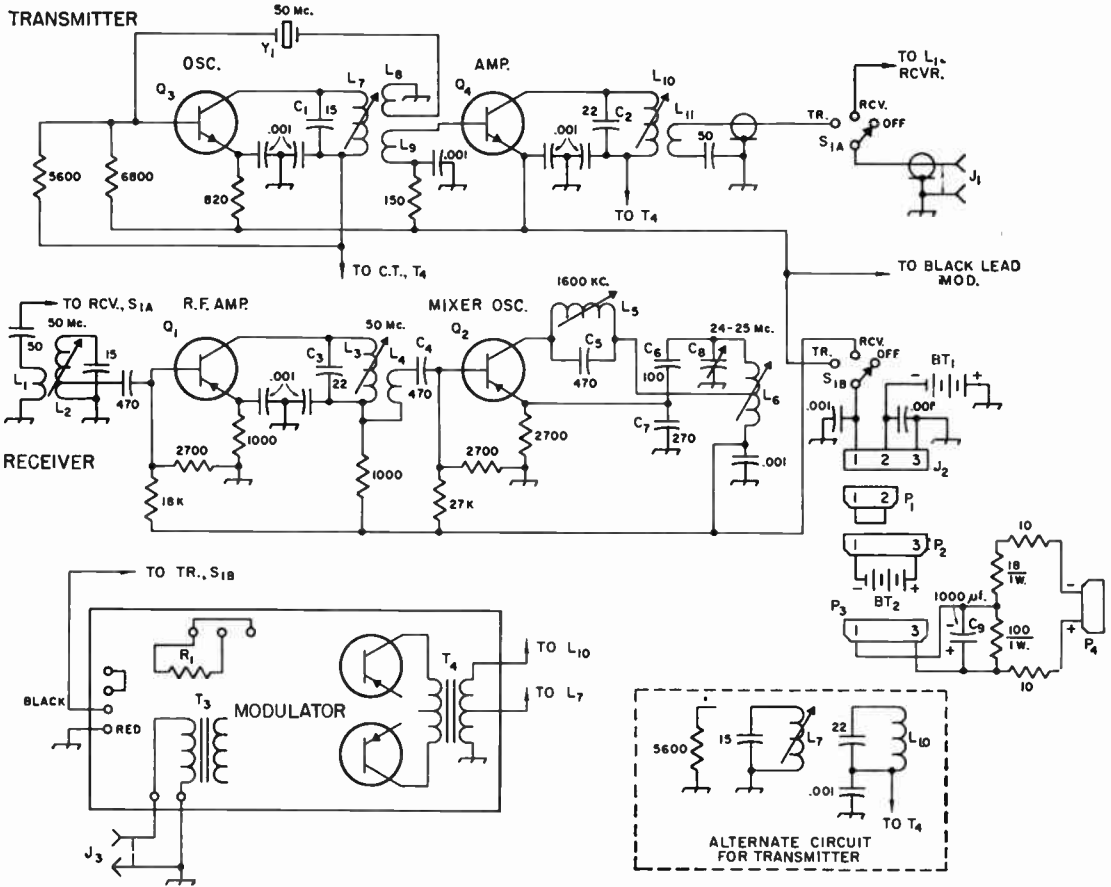 TRANSMITTER
50 Mc.
Y1
OSC.
Q3
C1 15
L7
L8
L9
.001
.001
5600
6800
820
150
AMP.
Q4
22 C2
.001
L10
L11
50
TO T4
TO C.T., T4
TO L1, RCVR.
RCV.
TR.
OFF
S1A
J1
TO BLACK LEAD
MOD.
TO RCV., S1A
50 Mc.
50
15
L1
L2
470
R.F. AMP.
Q1
C3
22
50 Mc.
L3
L4
C4
470
.001
2700
1000
1000
18K
RECEIVER
MIXER OSC.
Q2
1600 KC.
L5
C5
470
C6
100
24-25 Mc.
C8
L6
C7
270
2700
2700
27K
.001
RCV.
TR.
OFF
S1B
BT1
- +
.001
.001
1 2 3
J2
1 2 P1
1 3 P2
- +
BT2
P3
1 3
1000 µf.
-
+
C9
10
18
1W.
100
1W.
10
-
+
P4
TO TR., S1B
R1
T3
BLACK
RED
MODULATOR
T4
TO L10
TO L7
J3
5600
15
L7
22
L10
.001
TO T4
ALTERNATE CIRCUIT
FOR TRANSMITTER